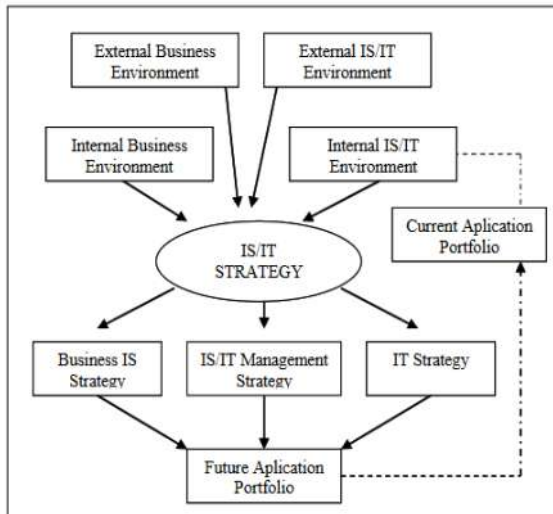 External Business
Environment
External IS/IT
Environment
Internal Business
Environment
Internal IS/IT
Environment
Current Aplication
Portfolio
IS/IT
STRATEGY
Business IS
Strategy
IS/IT Management
Strategy
IT Strategy
Future Aplication
Portfolio